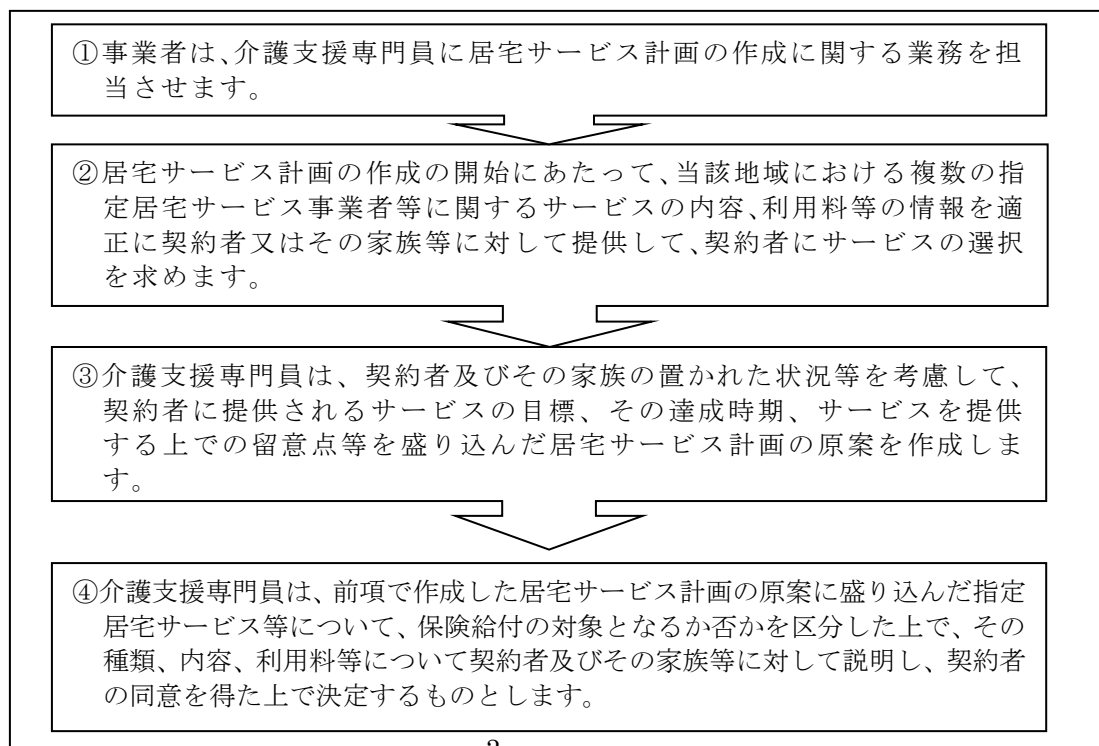 ①事業者は、介護支援専門員に居宅サービス計画の作成に関する業務を担
当させます。
②居宅サービス計画の作成の開始にあたって、当該地域における複数の指
定居宅サービス事業者等に関するサービスの内容、利用料等の情報を適
正に契約者又はその家族等に対して提供して、契約者にサービスの選択
を求めます。
③介護支援専門員は、契約者及びその家族の置かれた状況等を考慮して、
契約者に提供されるサービスの目標、その達成時期、サービスを提供
する上での留意点等を盛り込んだ居宅サービス計画の原案を作成しま
す。
④介護支援専門員は、前項で作成した居宅サービス計画の原案に盛り込んだ指定
居宅サービス等について、保険給付の対象となるか否かを区分した上で、その
種類、内容、利用料等について契約者及びその家族等に対して説明し、契約者
の同意を得た上で決定するものとします。